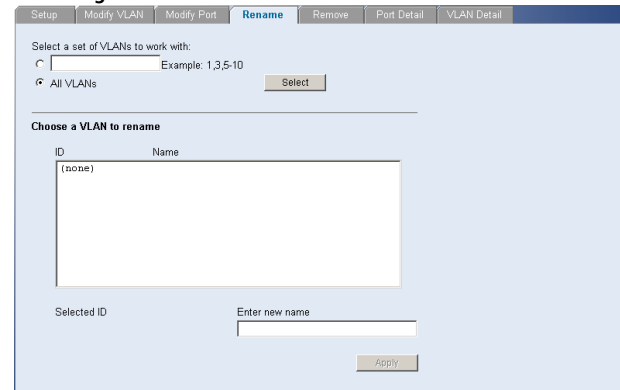 Setup Modify VLAN Modify Port Rename Remove Port Detail VLAN Detail
Select a set of VLANs to work with:
Example: 1,3,5-10
All VLANs Select
Choose a VLAN to rename
ID Name
(none)
Selected ID Enter new name
Apply